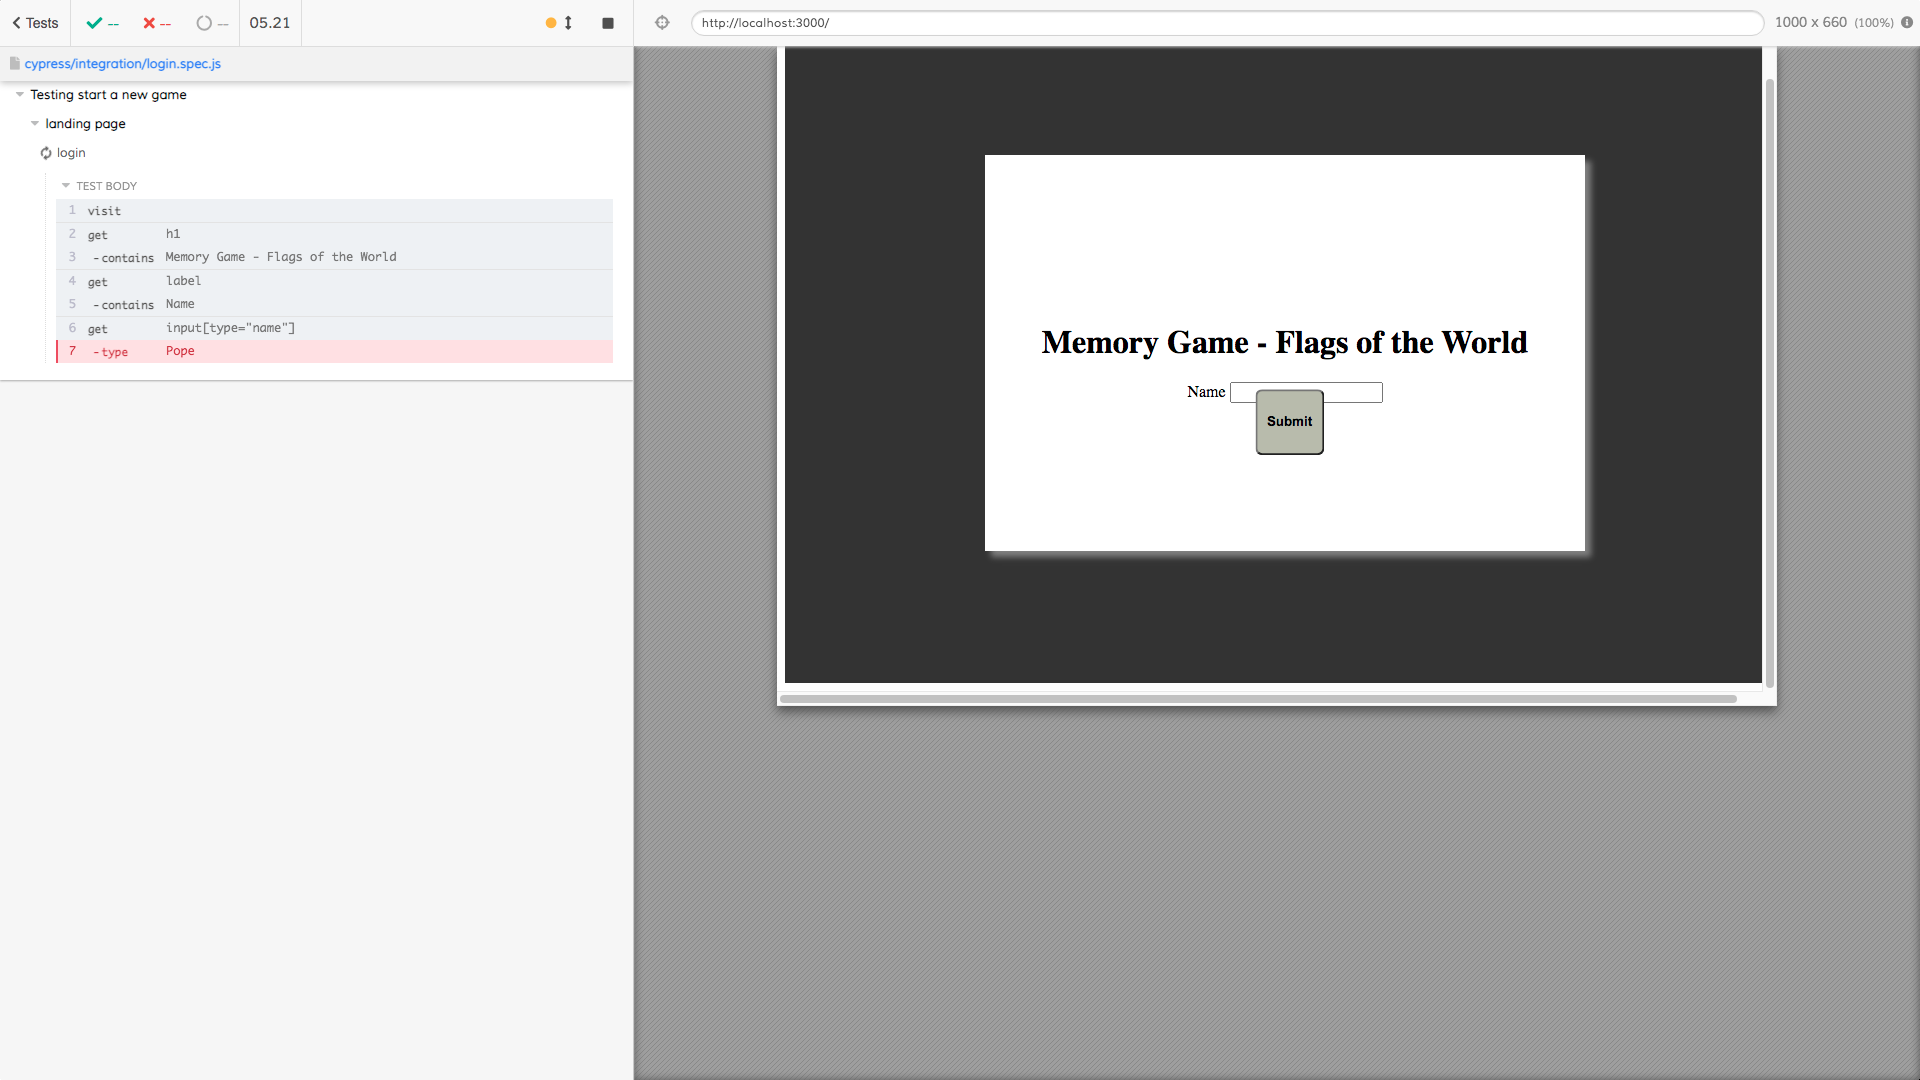 Tests -- -- -- 05.21
http://localhost:3000/ 1000 x 660 (100%)
cypress/integration/login.spec.js
Testing start a new game
landing page
login
TEST BODY
1 visit
2 get h1
3 -contains Memory Game - Flags of the World
4 get label
5 -contains Name
6 get input[type="name"]
7 -type Pope
Memory Game - Flags of the World
Name
Submit